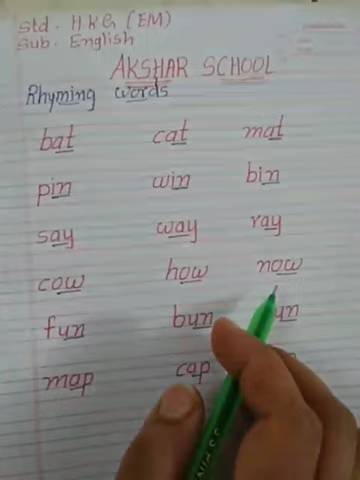 Std - HKG (EM)
Sub - English
AKSHAR SCHOOL
Rhyming words
bat cat mat
pin win bin
say way ray
cow how now
fun bun
map cap